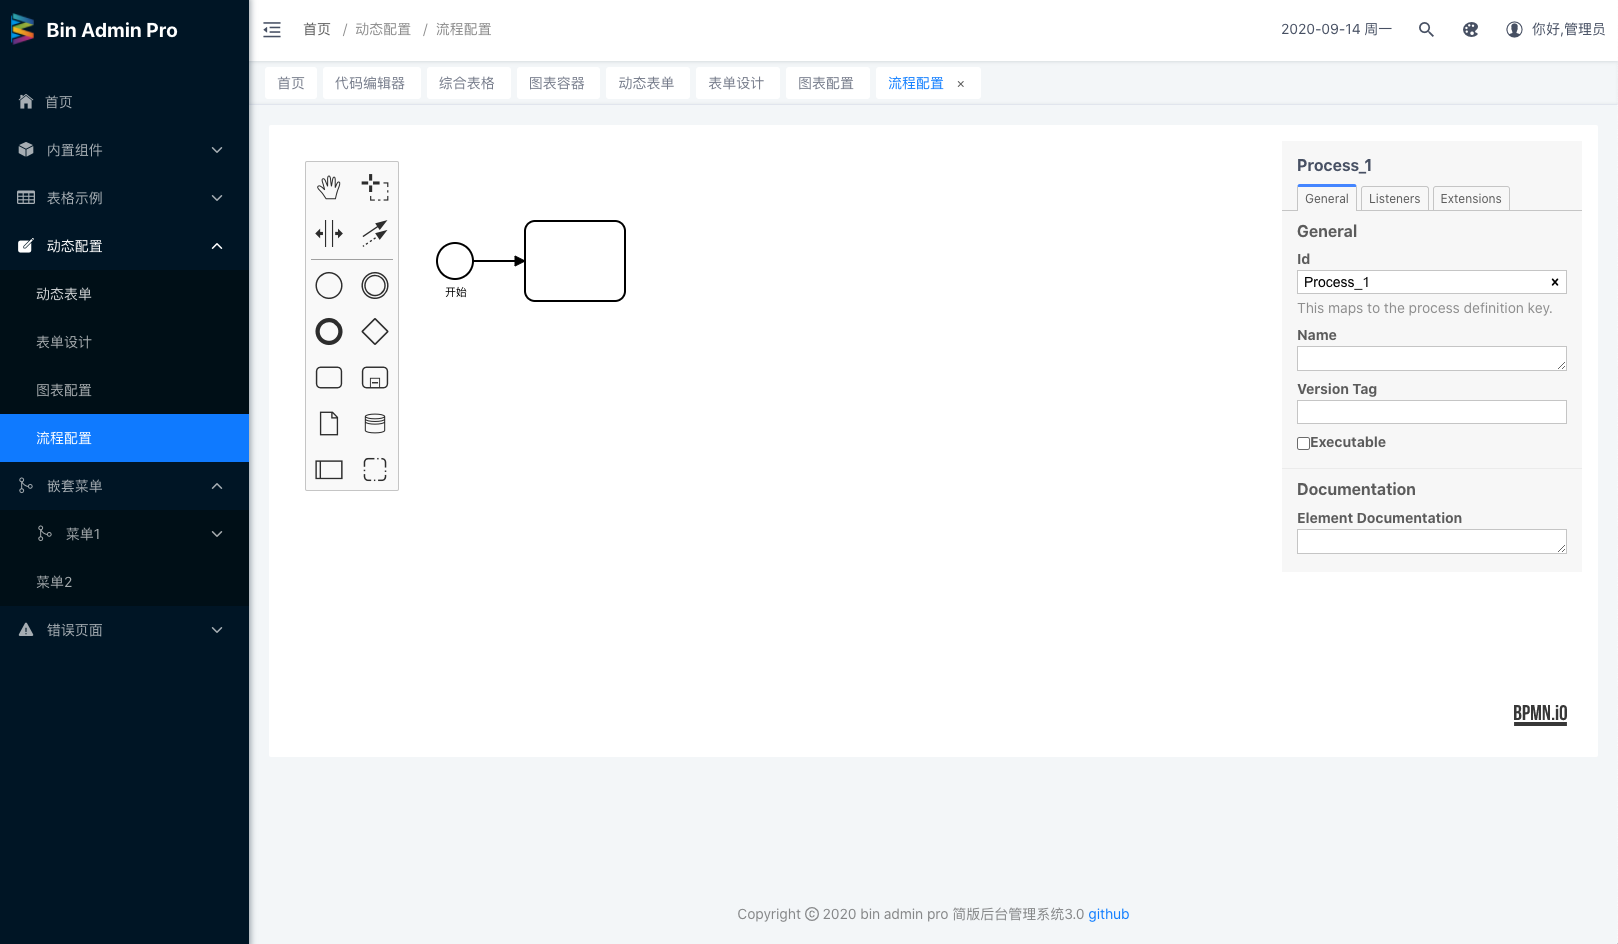 Bin Admin Pro
首页
内置组件
表格示例
动态配置
动态表单
表单设计
图表配置
流程配置
嵌套菜单
菜单1
菜单2
错误页面
首页 / 动态配置 / 流程配置
2020-09-14 周一
你好,管理员
首页 代码编辑器 综合表格 图表容器 动态表单 表单设计 图表配置 流程配置 ×
开始
Process_1
General Listeners Extensions
General
Id
Process_1
This maps to the process definition key.
Name
Version Tag
Executable
Documentation
Element Documentation
BPMN.iO
Copyright © 2020 bin admin pro 简版后台管理系统3.0 github